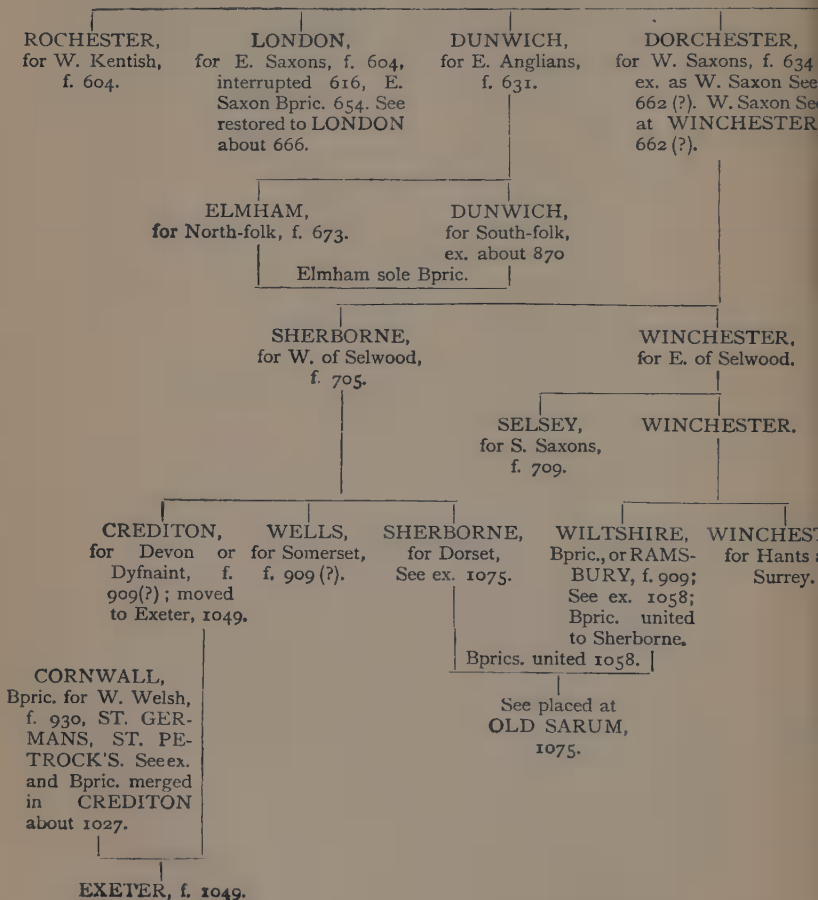 ROCHESTER,
for W. Kentish,
f. 604.
LONDON,
for E. Saxons, f. 604,
interrupted 616, E.
Saxon Bpric. 654. See
restored to LONDON
about 666.
DUNWICH,
for E. Anglians,
f. 631.
DORCHESTER,
for W. Saxons, f. 634
ex. as W. Saxon See
662 (?). W. Saxon Se
at WINCHESTER
662 (?).
ELMHAM,
for North-folk, f. 673.
DUNWICH,
for South-folk,
ex. about 870
Elmham sole Bpric.
SHERBORNE,
for W. of Selwood,
f. 705.
WINCHESTER,
for E. of Selwood.
SELSEY,
for S. Saxons,
f. 709.
WINCHESTER.
CREDITON,
for Devon or
Dyfnaint, f.
909(?) ; moved
to Exeter, 1049.
WELLS,
for Somerset,
f. 909 (?).
SHERBORNE,
for Dorset,
See ex. 1075.
WILTSHIRE,
Bpric., or RAMS-
BURY, f. 909;
See ex. 1058;
Bpric. united
to Sherborne.
WINCHEST
for Hants a
Surrey.
Bprics. united 1058.
CORNWALL,
Bpric. for W. Welsh,
f. 930, ST. GER-
MANS, ST. PE-
TROCK'S. See ex.
and Bpric. merged
in CREDITON
about 1027.
See placed at
OLD SARUM,
1075.
EXETER, f. 1049.